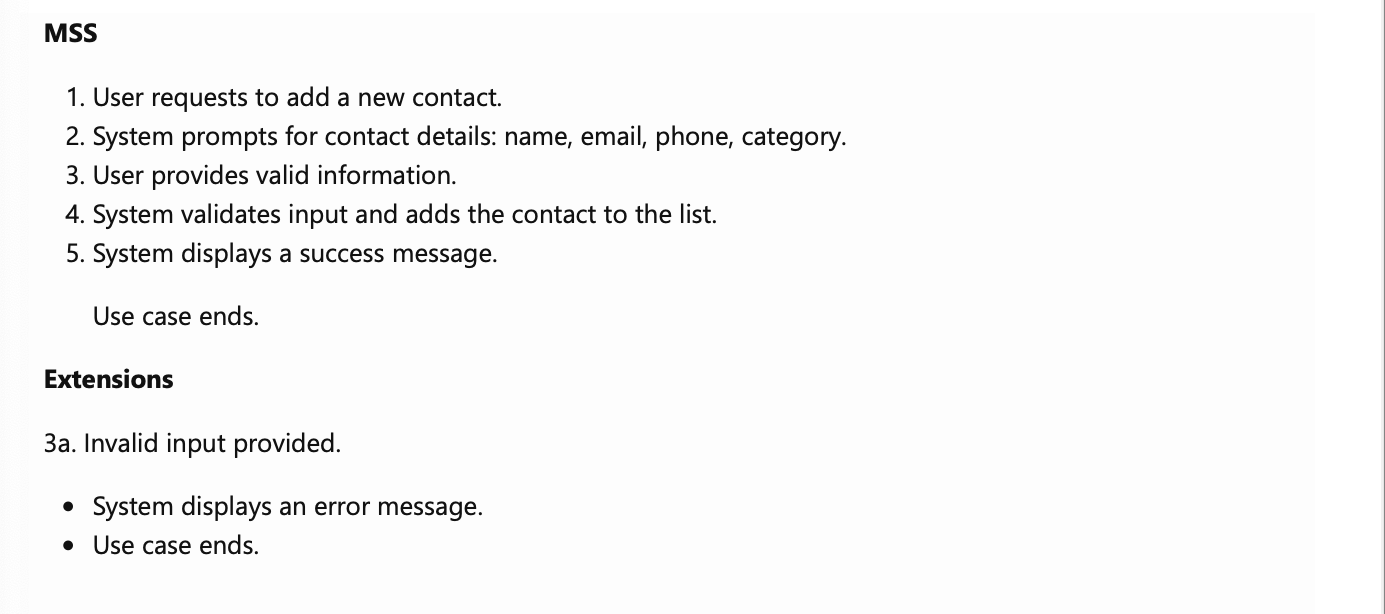 MSS
1. User requests to add a new contact.
2. System prompts for contact details: name, email, phone, category.
3. User provides valid information.
4. System validates input and adds the contact to the list.
5. System displays a success message.
Use case ends.
Extensions
3a. Invalid input provided.
• System displays an error message.
• Use case ends.